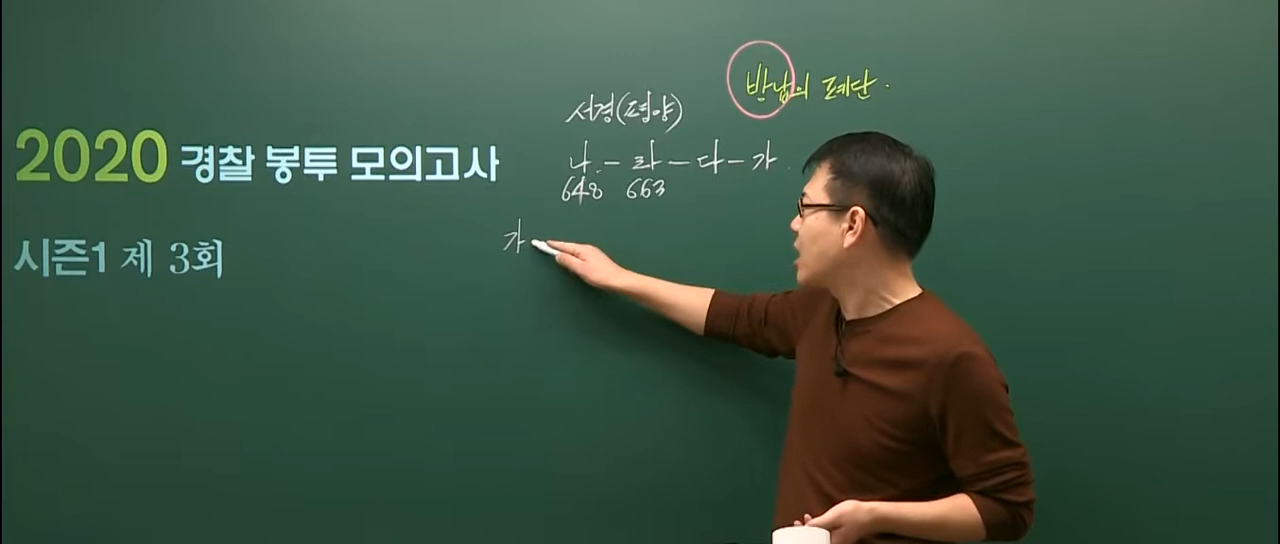 2020 경찰 봉투 모의고사
시즌1 제 3회
방납의 폐단.
서경(평양)
나 - 라 - 다 - 가
648 663
가